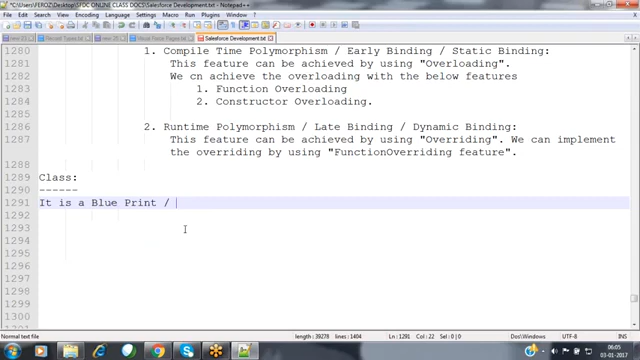 *C:\Users\FEROZ\Desktop\SFDC ONLINE CLASS DOCS\Salesforce Development.txt - Notepad++
File Edit Search View Encoding Language Settings Macro Run Plugins Window ?
Salesforce Development.txt
1280 1. Compile Time Polymorphism / Early Binding / Static Binding:
1281 This feature can be achieved by using "Overloading".
1282 We cn achieve the overloading with the below features
1283 1. Function Overloading
1284 2. Constructor Overloading.
1285
1286 2. Runtime Polymorphism / Late Binding / Dynamic Binding:
1287 This feature can be achieved by using "Overriding". We can implement
the overriding by using "FunctionOverriding feature".
1288
1289 Class:
1290 ------
1291 It is a Blue Print /
1292
1293
1294
1295
1296
1297
1298
1299
1300
Normal text file
length : 39278 lines : 1404
Ln : 1291 Col : 22 Sel : 0 | 0
Dos\Windows
UTF-8
INS
06:05
03-01-2017